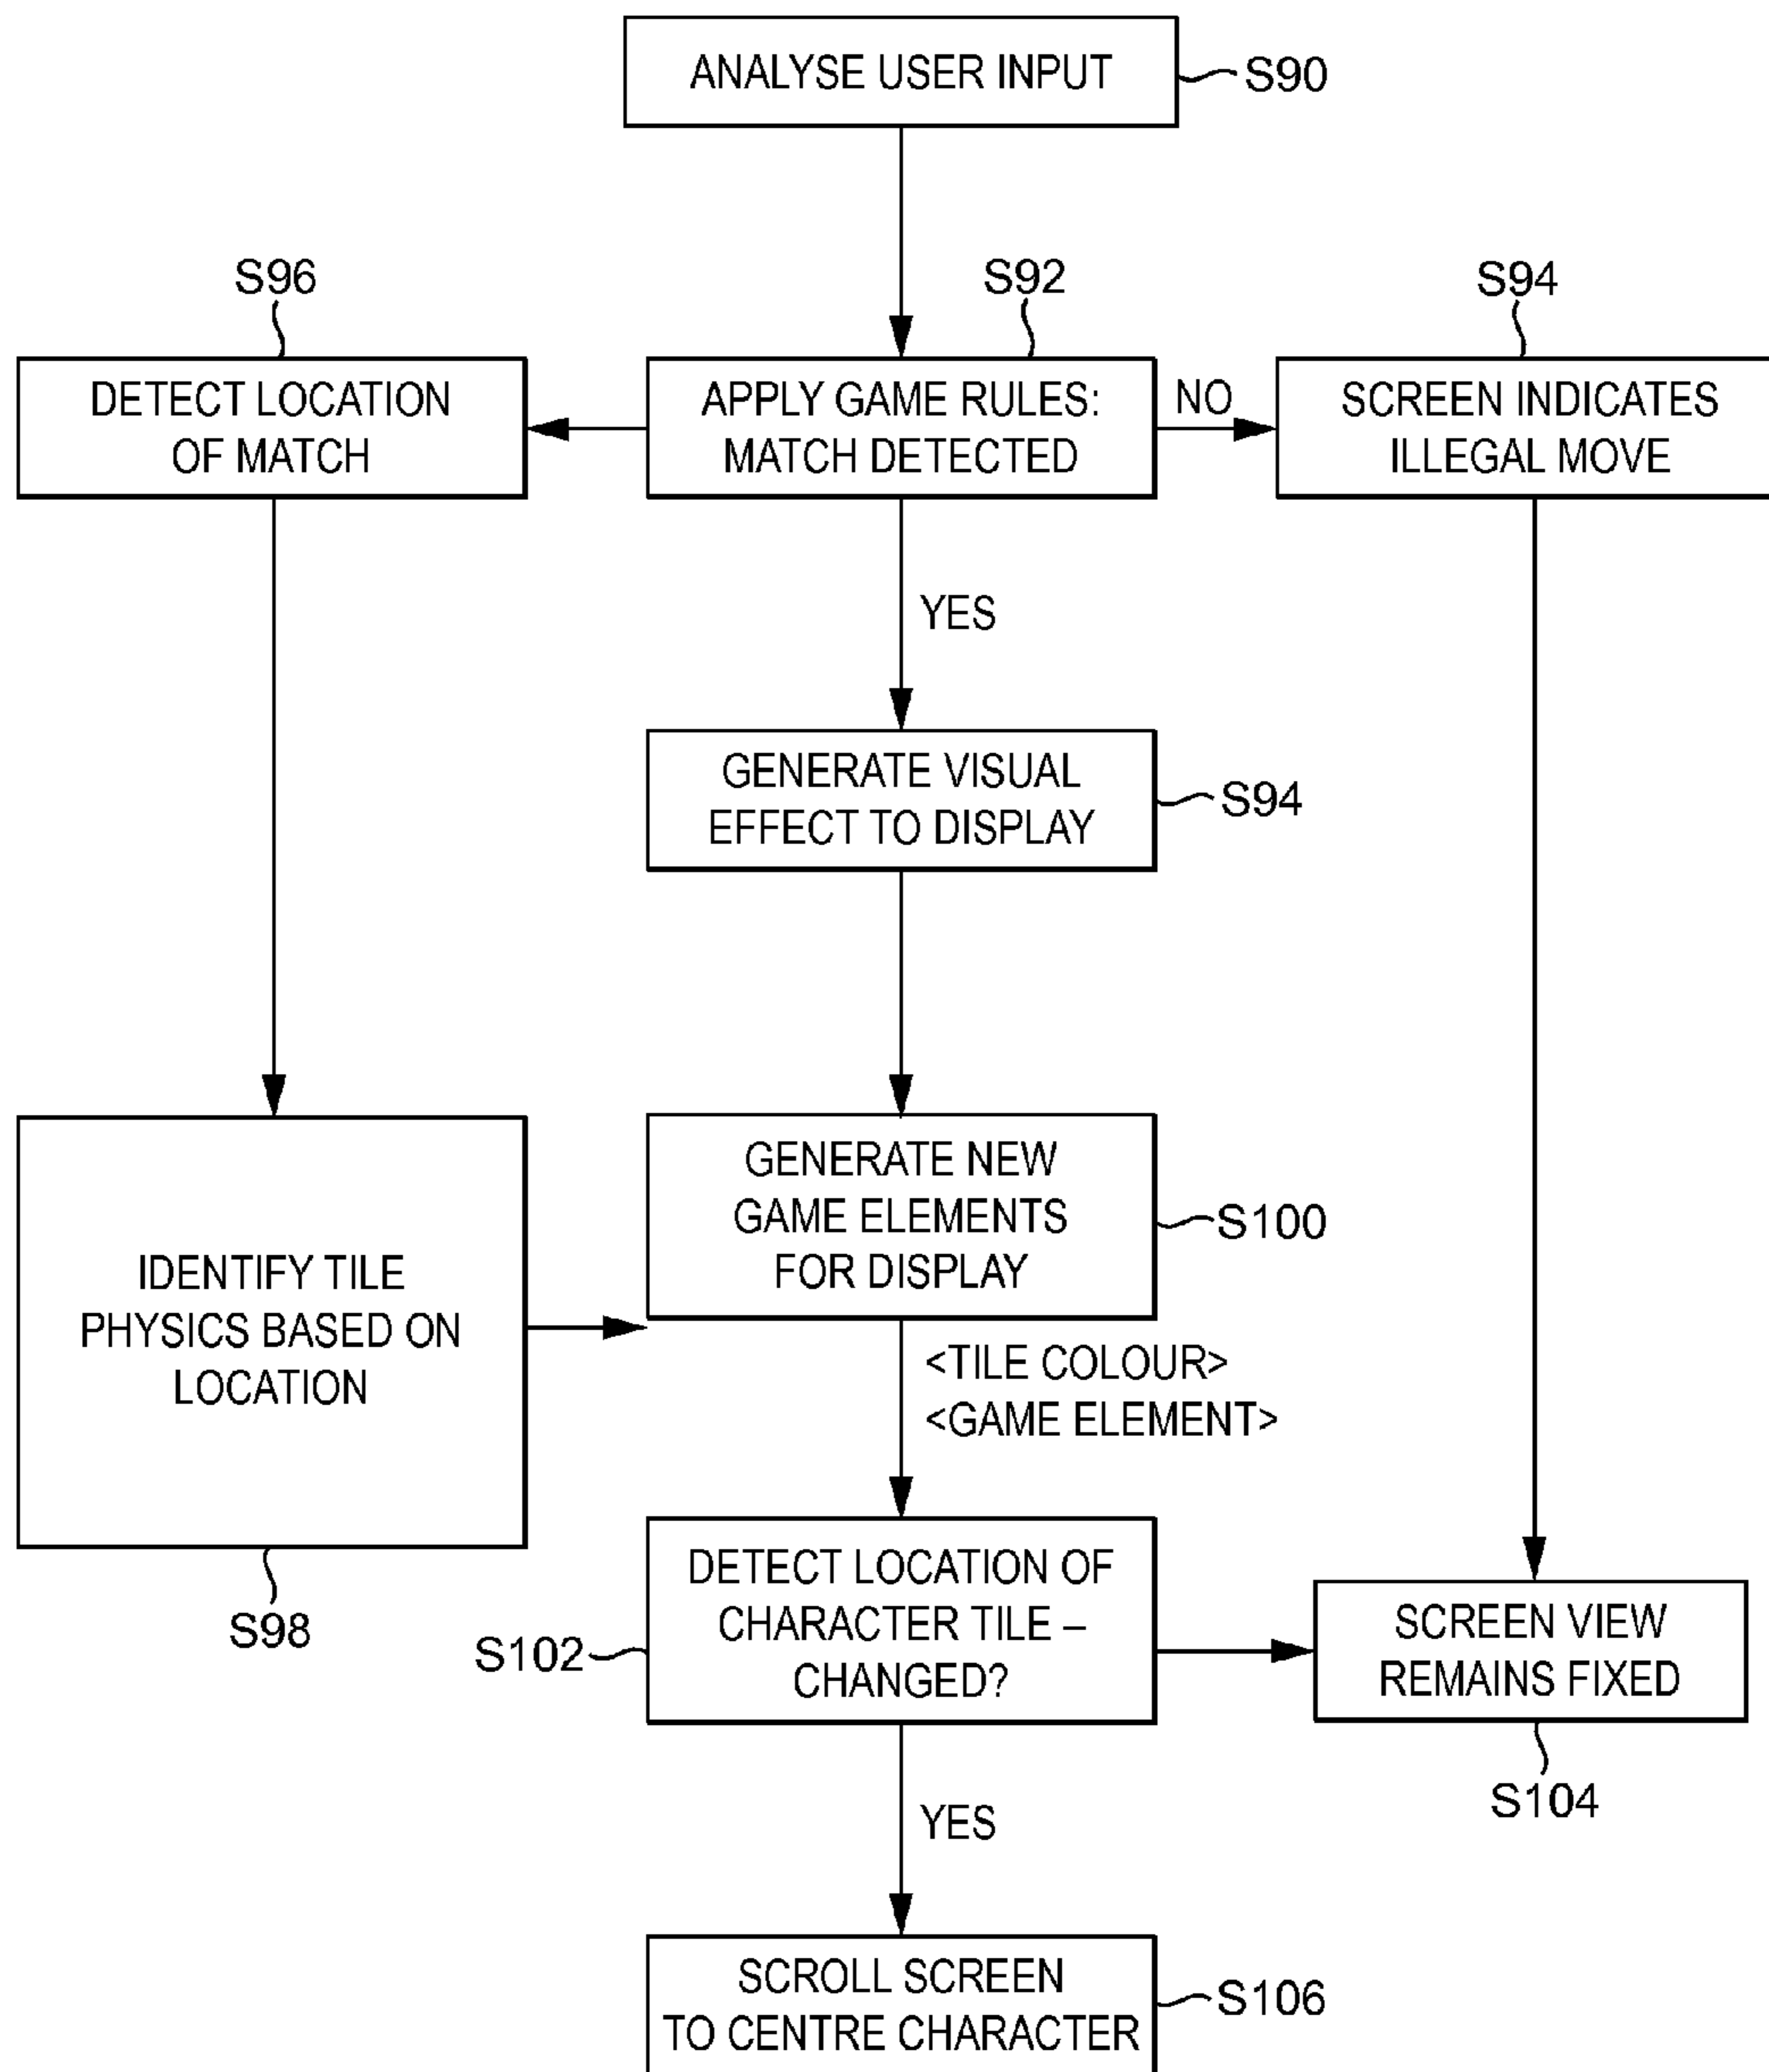 ANALYSE USER INPUT
S90
S96
S92
S94
DETECT LOCATION
OF MATCH
APPLY GAME RULES:
MATCH DETECTED
NO
SCREEN INDICATES
ILLEGAL MOVE
YES
GENERATE VISUAL
EFFECT TO DISPLAY
S94
GENERATE NEW
GAME ELEMENTS
FOR DISPLAY
S100
IDENTIFY TILE
PHYSICS BASED ON
LOCATION
S98
<TILE COLOUR>
<GAME ELEMENT>
DETECT LOCATION OF
CHARACTER TILE –
CHANGED?
S102
SCREEN VIEW
REMAINS FIXED
S104
YES
SCROLL SCREEN
TO CENTRE CHARACTER
S106